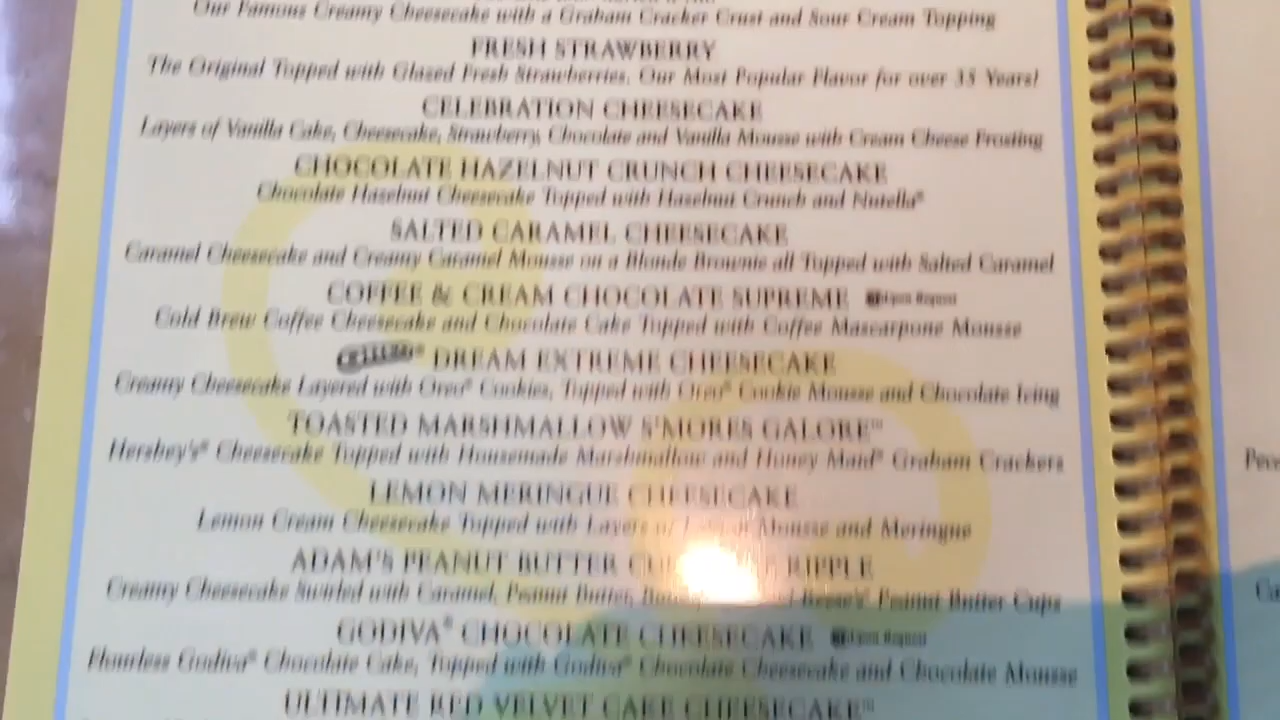 Our Famous Creamy Cheesecake with a Graham Cracker Crust and Sour Cream Topping
FRESH STRAWBERRY
The Original Topped with Glazed Fresh Strawberries. Our Most Popular Flavor for over 35 Years!
CELEBRATION CHEESECAKE
Layers of Vanilla Cake, Cheesecake, Strawberry, Chocolate and Vanilla Mousse with Cream Cheese Frosting
CHOCOLATE HAZELNUT CRUNCH CHEESECAKE
Chocolate Hazelnut Cheesecake Topped with Hazelnut Crunch and Nutella®
SALTED CARAMEL CHEESECAKE
Caramel Cheesecake and Creamy Caramel Mousse on a Blonde Brownie all Topped with Salted Caramel
COFFEE & CREAM CHOCOLATE SUPREME
Cold Brew Coffee Cheesecake and Chocolate Cake Topped with Coffee Mascarpone Mousse
DREAM EXTREME CHEESECAKE
Creamy Cheesecake Layered with Oreo® Cookies, Topped with Oreo® Cookie Mousse and Chocolate Icing
TOASTED MARSHMALLOW S'MORES GALORE™
Hershey's® Cheesecake Topped with Housemade Marshmallow and Honey Maid® Graham Crackers
LEMON MERINGUE CHEESECAKE
Lemon Cream Cheesecake Topped with Layers of Mousse and Meringue
ADAM'S PEANUT BUTTER RIPPLE
Creamy Cheesecake Swirled with Caramel, Peanut Butter, Reese's® Peanut Butter Cups
GODIVA® CHOCOLATE CHEESECAKE
Flourless Godiva® Chocolate Cake, Topped with Godiva® Chocolate Cheesecake and Chocolate Mousse
ULTIMATE RED VELVET CAKE CHEESECAKE™